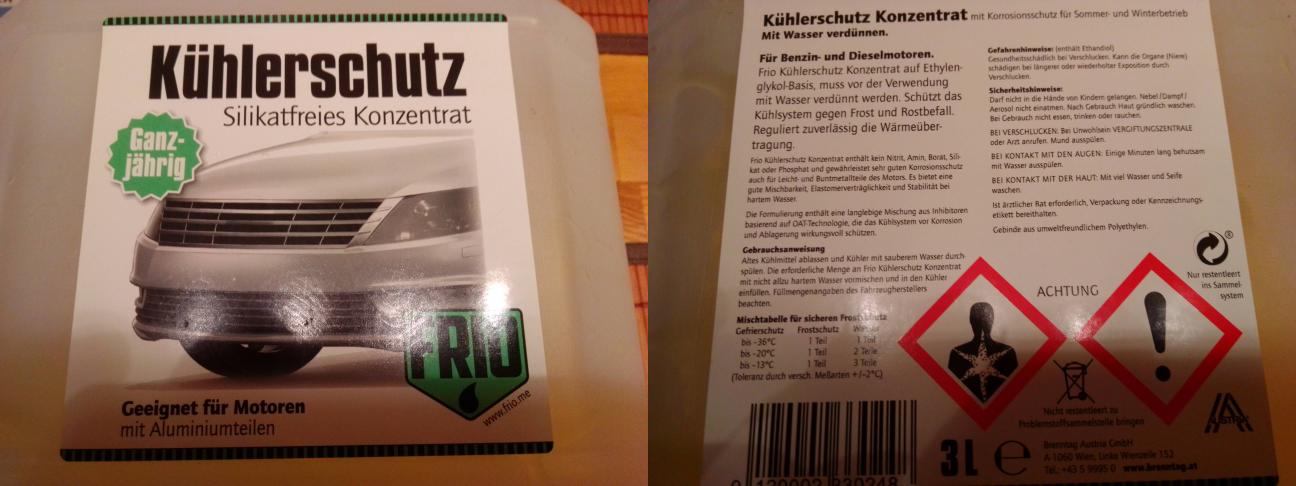 Kühlerschutz
Silikatfreies Konzentrat
Ganz-
jährig
FRIO
www.frio.me
Geeignet für Motoren
mit Aluminiumteilen
Kühlerschutz Konzentrat mit Korrosionsschutz für Sommer- und Winterbetrieb
Mit Wasser verdünnen.
Für Benzin- und Dieselmotoren.
Frio Kühlerschutz Konzentrat auf Ethylen-
glykol-Basis, muss vor der Verwendung
mit Wasser verdünnt werden. Schützt das
Kühlsystem gegen Frost und Rostbefall.
Reguliert zuverlässig die Wärmeüber-
tragung.
Frio Kühlerschutz Konzentrat enthält kein Nitrit, Amin, Borat, Sili-
kat oder Phosphat und gewährleistet sehr guten Korrosionsschutz
auch für Leicht- und Buntmetallteile des Motors. Es bietet eine
gute Mischbarkeit, Elastomerverträglichkeit und Stabilität bei
hartem Wasser.
Die Formulierung enthält eine langlebige Mischung aus Inhibitoren
basierend auf OAT-Technologie, die das Kühlsystem vor Korrosion
und Ablagerung wirkungsvoll schützen.
Gebrauchsanweisung
Altes Kühlmittel ablassen und Kühler mit sauberem Wasser durch-
spülen. Die erforderliche Menge an Frio Kühlerschutz Konzentrat
mit nicht allzu hartem Wasser vormischen und in den Kühler
einfüllen. Füllmengenangaben des Fahrzeugherstellers
beachten.
Mischtabelle für sicheren Frostschutz
Gefrierschutz Frostschutz Wasser
bis -36°C 1 Teil 1 Teil
bis -20°C 1 Teil 2 Teile
bis -13°C 1 Teil 3 Teile
(Toleranz durch versch. Meßarten +/-2°C)
Gefahrenhinweise: (enthält Ethandiol)
Gesundheitsschädlich bei Verschlucken. Kann die Organe (Niere)
schädigen bei längerer oder wiederholter Exposition durch
Verschlucken.
Sicherheitshinweise:
Darf nicht in die Hände von Kindern gelangen. Nebel/Dampf/
Aerosol nicht einatmen. Nach Gebrauch Haut gründlich waschen.
Bei Gebrauch nicht essen, trinken oder rauchen.
BEI VERSCHLUCKEN: Bei Unwohlsein VERGIFTUNGSZENTRALE
oder Arzt anrufen. Mund ausspülen.
BEI KONTAKT MIT DEN AUGEN: Einige Minuten lang behutsam
mit Wasser ausspülen.
BEI KONTAKT MIT DER HAUT: Mit viel Wasser und Seife
waschen.
Ist ärztlicher Rat erforderlich, Verpackung oder Kennzeichnungs-
etikett bereithalten.
Gebinde aus umweltfreundlichem Polyethylen.
®
Nur restentleert
ins Sammel-
system
ACHTUNG
Nicht restentleert zu
Problemstoffsammelstelle bringen
AUSTRIA
3L e
Brenntag Austria GmbH
A-1060 Wien, Linke Wienzeile 152
Tel.: +43 5 9995 0 www.brenntag.at